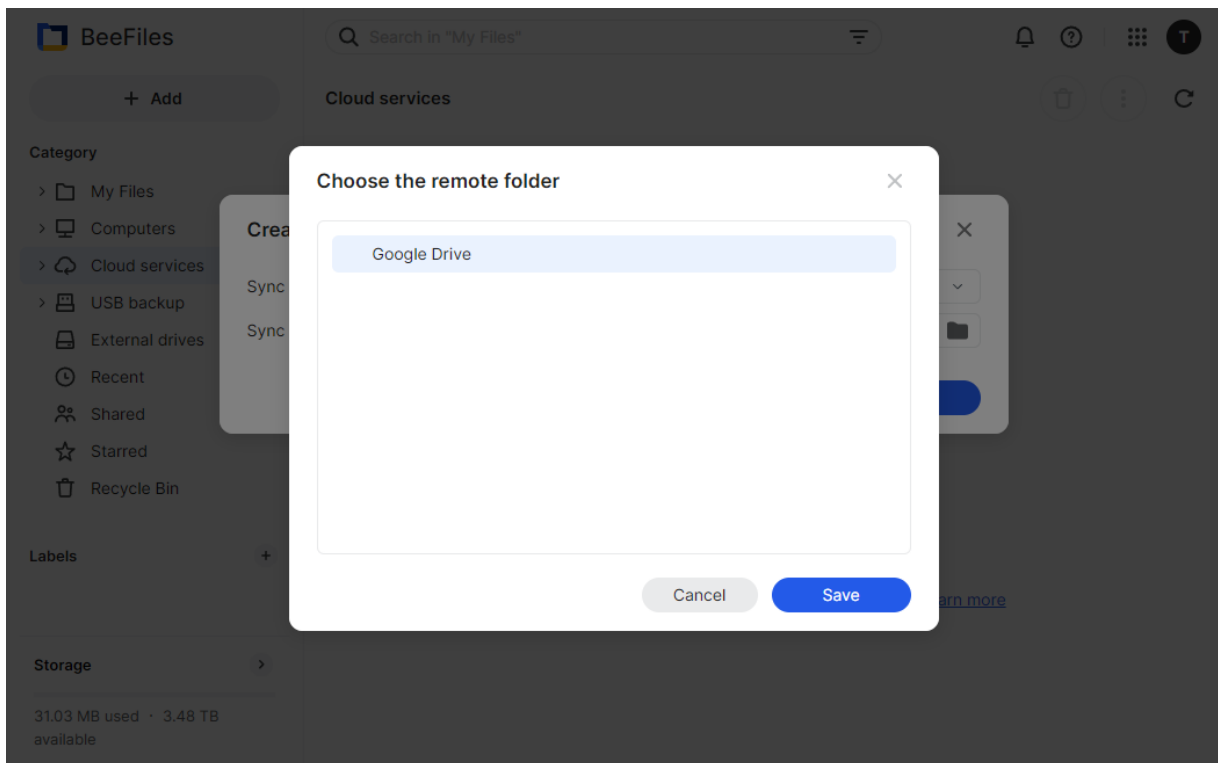 BeeFiles
Search in "My Files"
T
+ Add
Cloud services
Category
My Files
Computers
Cloud services
USB backup
External drives
Recent
Shared
Starred
Recycle Bin
Labels
+
Storage
31.03 MB used · 3.48 TB
available
Crea
Sync
Sync
arn more
Choose the remote folder
Google Drive
Cancel
Save